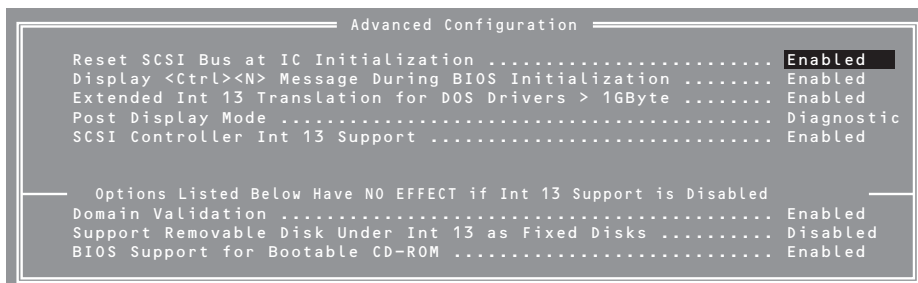 Advanced Configuration
Reset SCSI Bus at IC Initialization ......................... Enabled
Display <Ctrl><N> Message During BIOS Initialization ........ Enabled
Extended Int 13 Translation for DOS Drivers > 1GByte ........ Enabled
Post Display Mode ........................................... Diagnostic
SCSI Controller Int 13 Support .............................. Enabled
Options Listed Below Have NO EFFECT if Int 13 Support is Disabled
Domain Validation ........................................... Enabled
Support Removable Disk Under Int 13 as Fixed Disks .......... Disabled
BIOS Support for Bootable CD-ROM ............................ Enabled